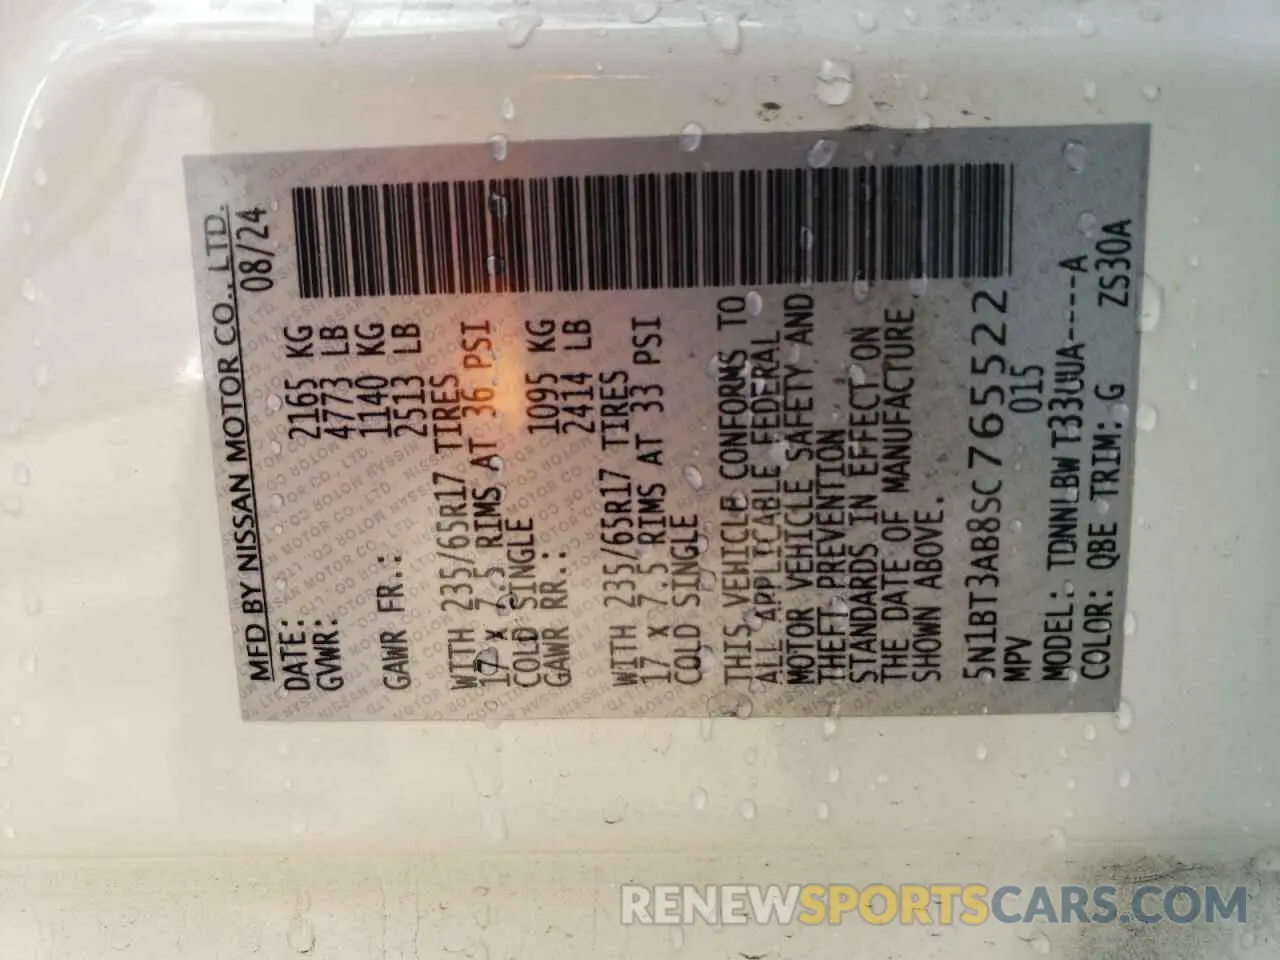 MFD BY NISSAN MOTOR CO., LTD.
DATE: 08/24
GVWR: 2165 KG
4773 LB
GAWR FR.: 1140 KG
2513 LB
WITH 235/65R17 TIRES
17 x 7.5 RIMS AT 36 PSI
COLD SINGLE
GAWR RR.: 1095 KG
2414 LB
WITH 235/65R17 TIRES
17 x 7.5 RIMS AT 33 PSI
COLD SINGLE
THIS VEHICLE CONFORMS TO
ALL APPLICABLE FEDERAL
MOTOR VEHICLE SAFETY AND
THEFT PREVENTION
STANDARDS IN EFFECT ON
THE DATE OF MANUFACTURE
SHOWN ABOVE.
5N1BT3AB8SC765522
MPV 015
MODEL: TDNNLBW T33UUA-----A
COLOR: QBE TRIM: G ZS30A
RENEWSPORTSCARS.COM